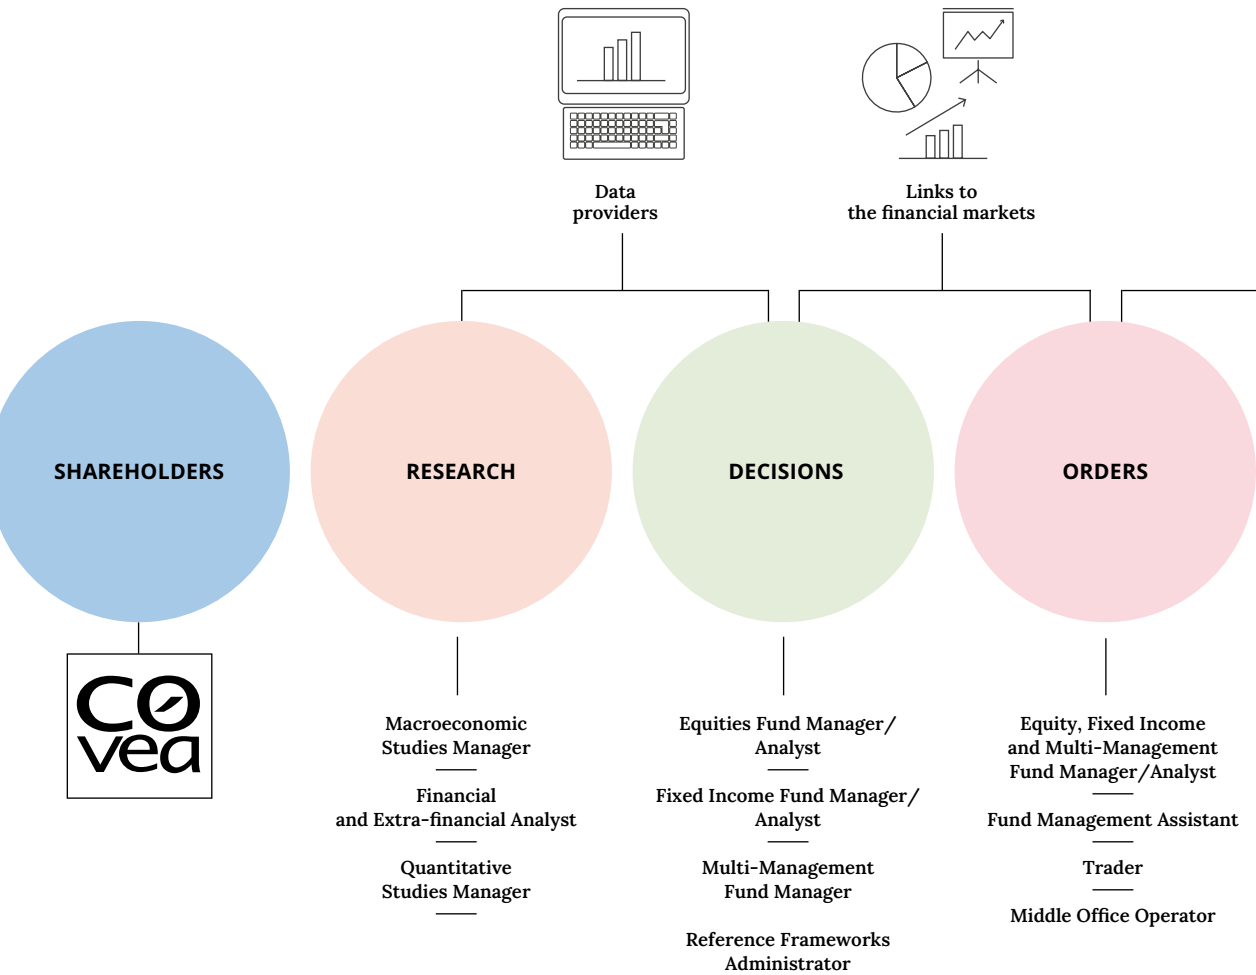 Data
providers
Links to
the financial markets
SHAREHOLDERS
RESEARCH
DECISIONS
ORDERS
cóvea
Macroeconomic
Studies Manager
Financial
and Extra-financial Analyst
Quantitative
Studies Manager
Equities Fund Manager/
Analyst
Fixed Income Fund Manager/
Analyst
Multi-Management
Fund Manager
Reference Frameworks
Administrator
Equity, Fixed Income
and Multi-Management
Fund Manager/Analyst
Fund Management Assistant
Trader
Middle Office Operator